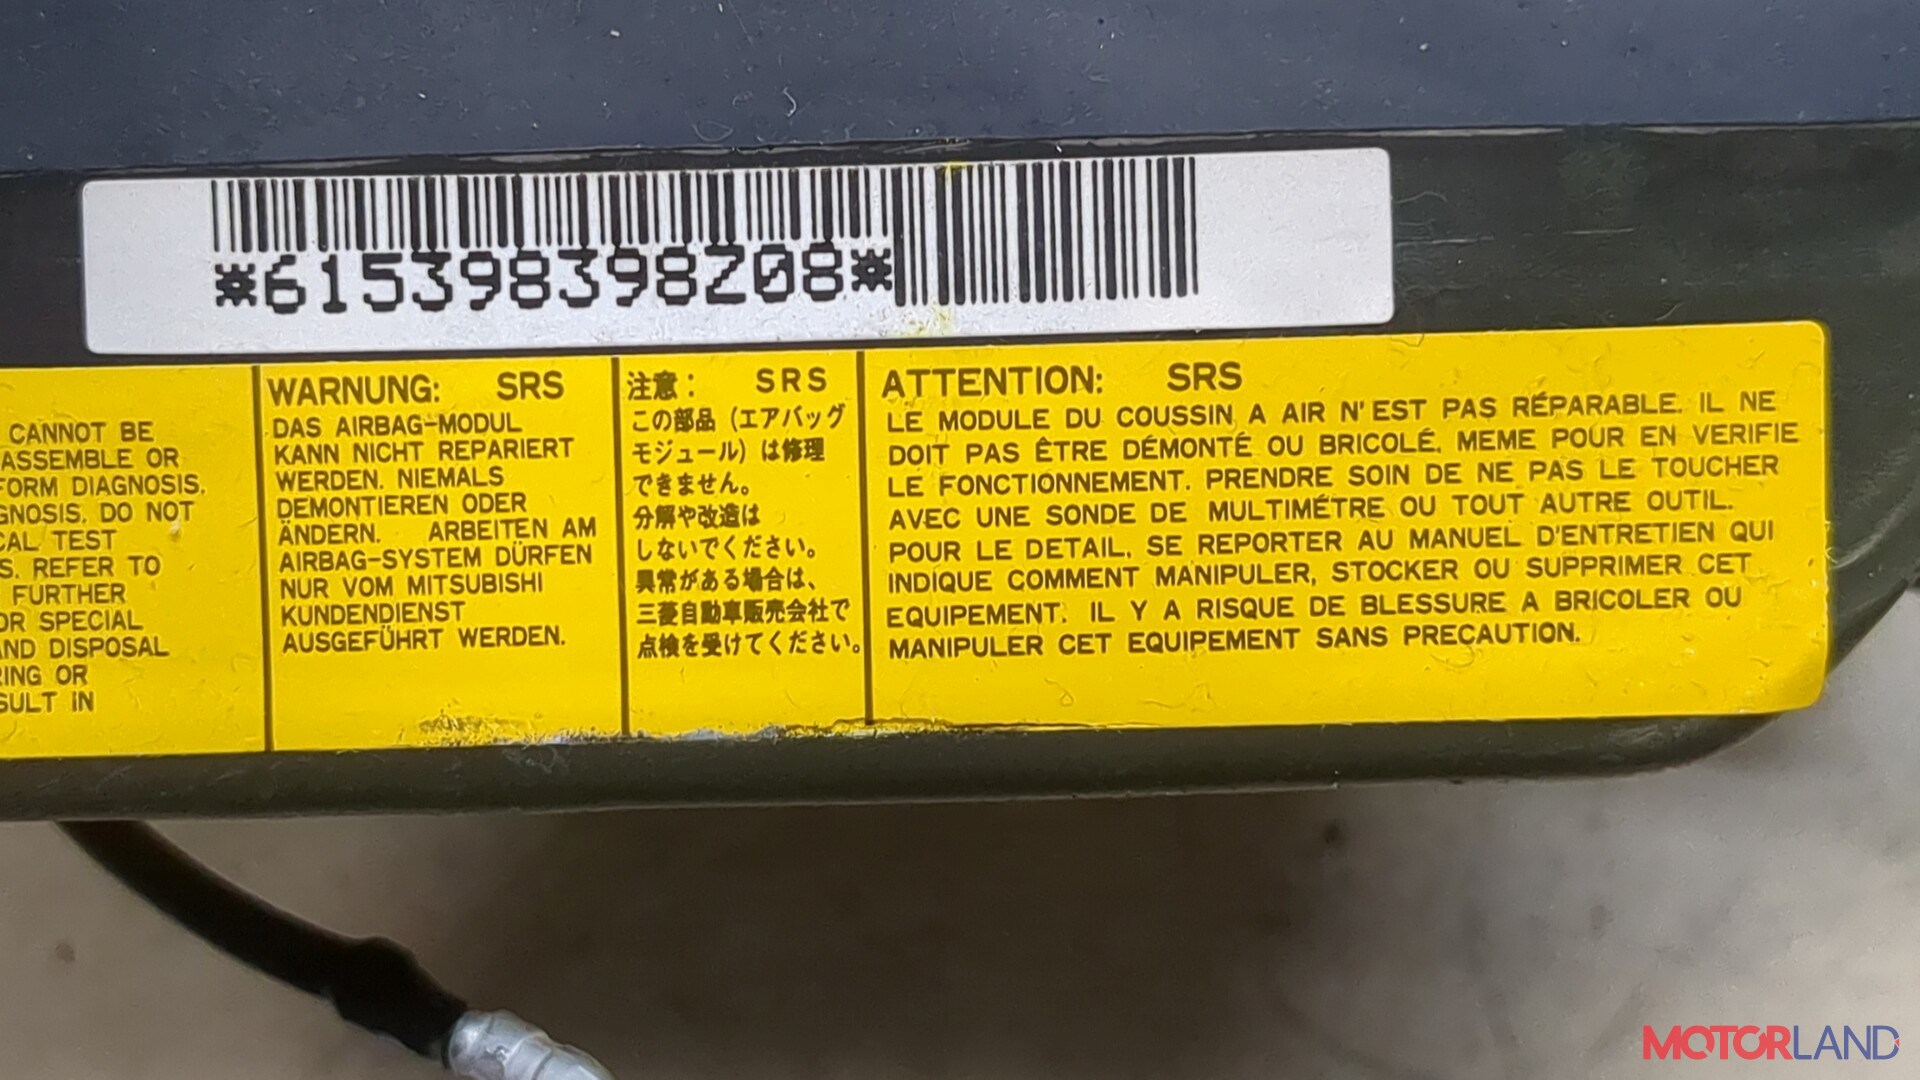 *615398398Z08*
CANNOT BE
ASSEMBLE OR
FORM DIAGNOSIS.
GNOSIS. DO NOT
CAL TEST
S. REFER TO
FURTHER
OR SPECIAL
AND DISPOSAL
RING OR
SULT IN
WARNUNG: SRS
DAS AIRBAG-MODUL
KANN NICHT REPARIERT
WERDEN. NIEMALS
DEMONTIEREN ODER
ÄNDERN. ARBEITEN AM
AIRBAG-SYSTEM DÜRFEN
NUR VOM MITSUBISHI
KUNDENDIENST
AUSGEFÜHRT WERDEN.
注意： SRS
この部品（エアバッグ
モジュール）は修理
できません。
分解や改造は
しないでください。
異常がある場合は、
三菱自動車販売会社で
点検を受けてください。
ATTENTION: SRS
LE MODULE DU COUSSIN A AIR N'EST PAS RÉPARABLE. IL NE
DOIT PAS ÊTRE DÉMONTÉ OU BRICOLÉ, MEME POUR EN VERIFIE
LE FONCTIONNEMENT. PRENDRE SOIN DE NE PAS LE TOUCHER
AVEC UNE SONDE DE MULTIMÉTRE OU TOUT AUTRE OUTIL.
POUR LE DETAIL, SE REPORTER AU MANUEL D'ENTRETIEN QUI
INDIQUE COMMENT MANIPULER, STOCKER OU SUPPRIMER CET
EQUIPEMENT. IL Y A RISQUE DE BLESSURE A BRICOLER OU
MANIPULER CET EQUIPEMENT SANS PRECAUTION.
MOTORLAND